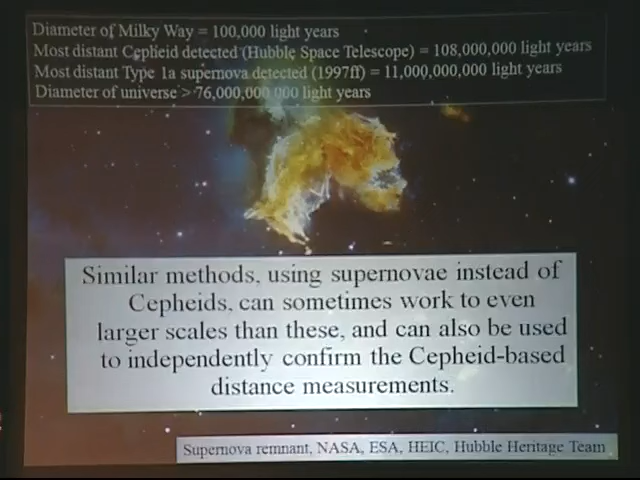 Diameter of Milky Way = 100,000 light years
Most distant Cepheid detected (Hubble Space Telescope) = 108,000,000 light years
Most distant Type 1a supernova detected (1997ff) = 11,000,000,000 light years
Diameter of universe > 76,000,000,000 light years
Similar methods, using supernovae instead of
Cepheids, can sometimes work to even
larger scales than these, and can also be used
to independently confirm the Cepheid-based
distance measurements.
Supernova remnant, NASA, ESA, HEIC, Hubble Heritage Team